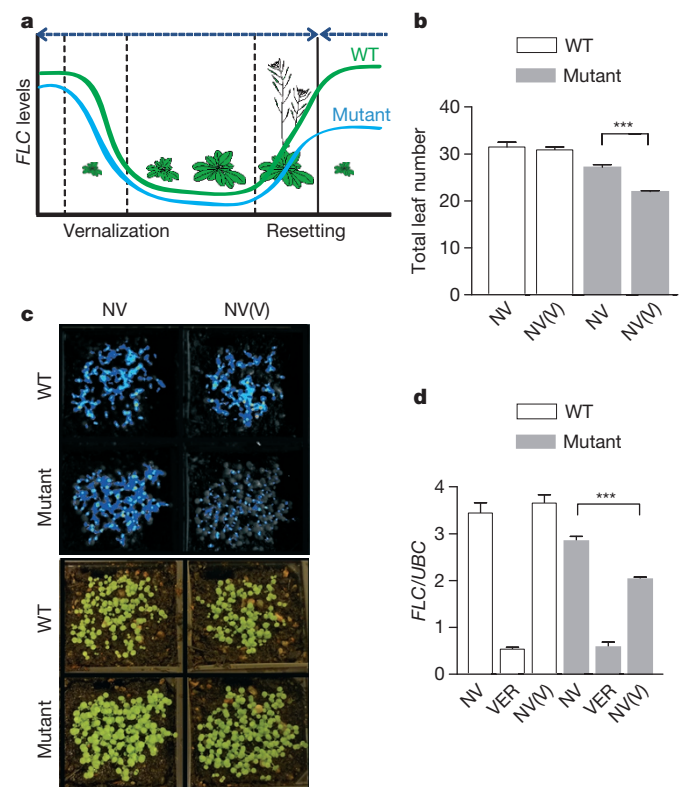 a
WT
Mutant
FLC levels
Vernalization
Resetting
b
WT
Mutant
Total leaf number
40
30
20
10
0
***
NV
NV(V)
NV
NV(V)
c
NV
NV(V)
WT
Mutant
WT
Mutant
d
WT
Mutant
FLC/UBC
4
3
2
1
0
***
NV
VER
NV(V)
NV
VER
NV(V)